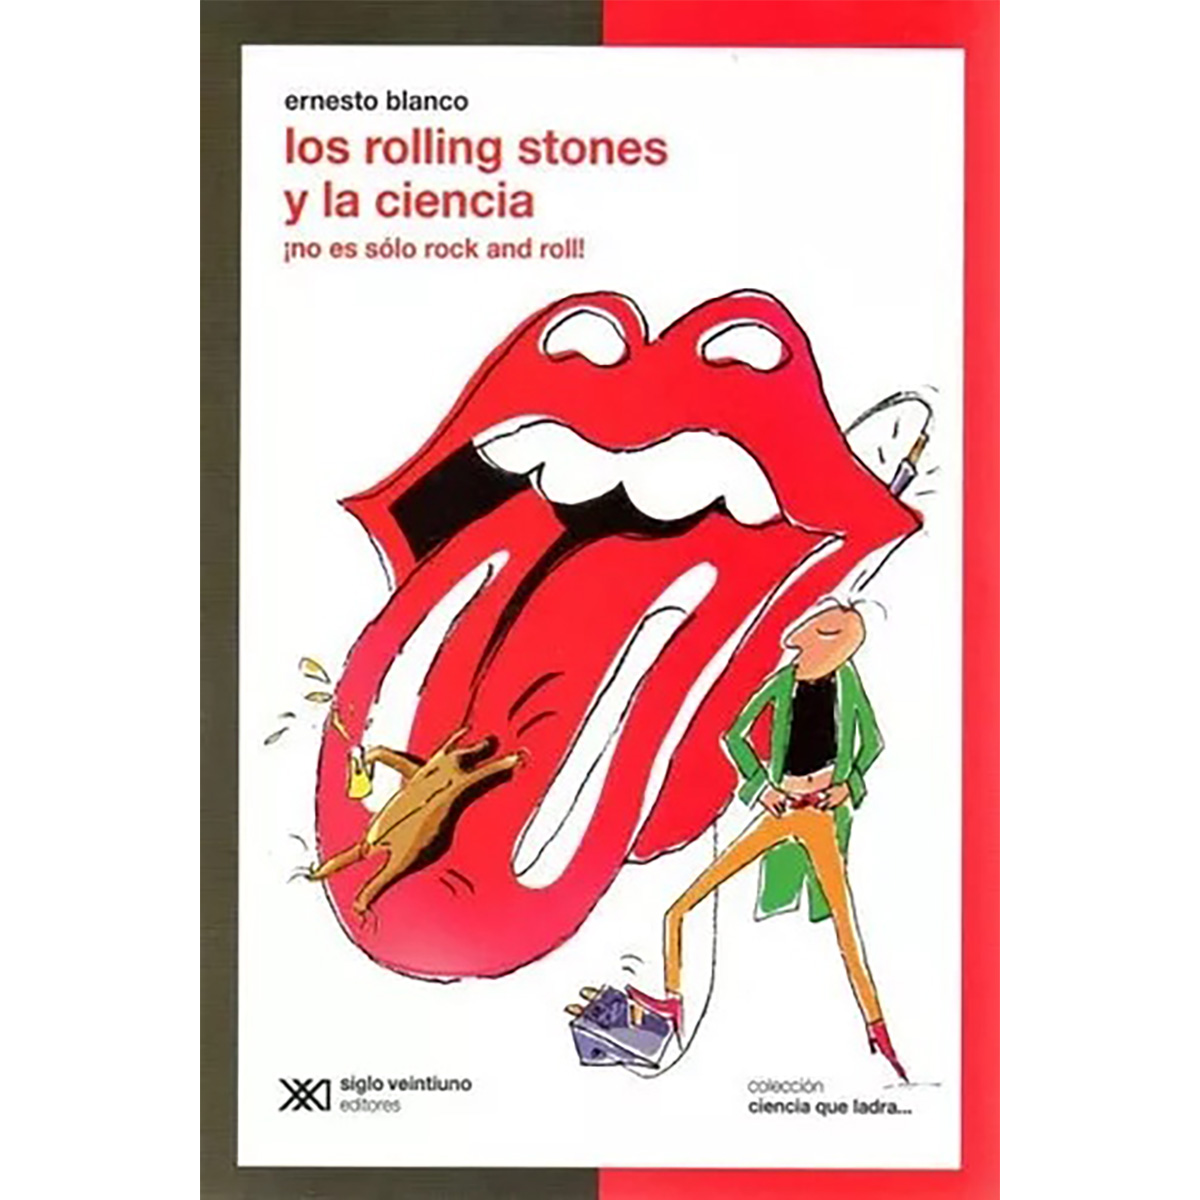 ernesto blanco
los rolling stones
y la ciencia
¡no es sólo rock and roll!
siglo veintiuno
editores
colección
ciencia que ladra...